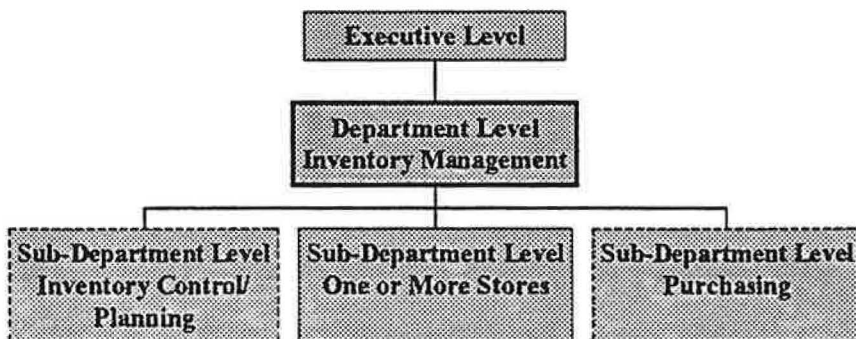 Executive Level
Department Level
Inventory Management
Sub-Department Level
Inventory Control/
Planning
Sub-Department Level
One or More Stores
Sub-Department Level
Purchasing